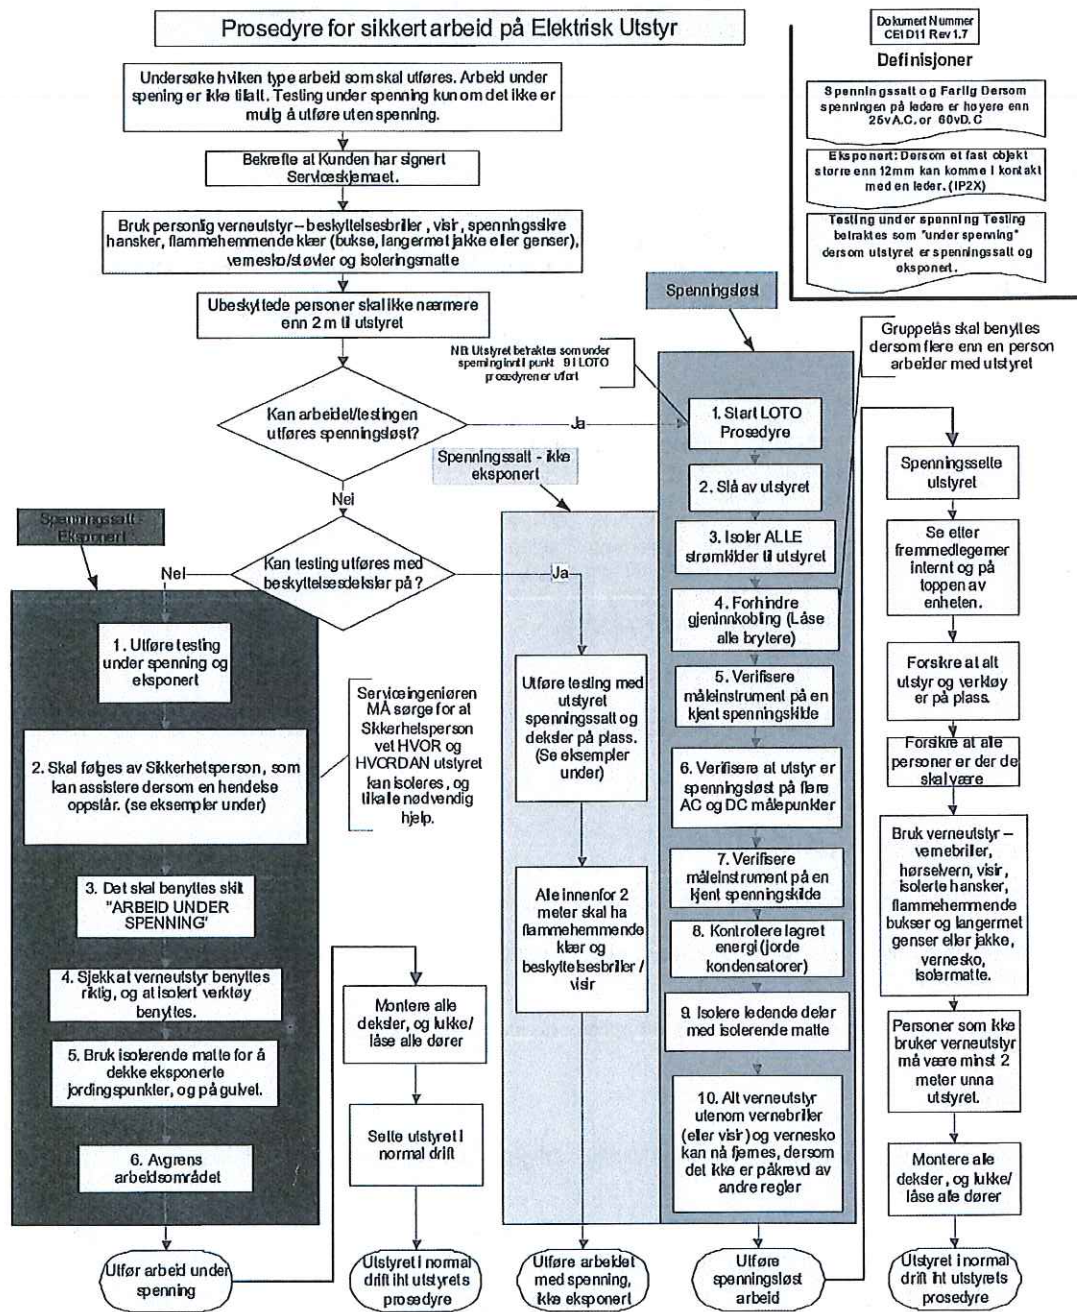 Prosedyre for sikkert arbeid på Elektrisk Utstyr
Dokumert Nummer
CE1D11 Rev 1.7
Definisjoner
Spenningssatt og Farlig Dersom
spenningen på ledere er høyere enn
25vA.C. or 60vD.C
Eksponert: Dersom et fast objekt
større enn 12mm kan komme i kontakt
med en leder. (IP2X)
Testing under spenning Testing
betraktes som "under spenning"
dersom utstyret er spenningssatt og
eksponert.
Undersøke hvilken type arbeid som skal utføres. Arbeid under
spening er ikke tillatt. Testing under spenning kun om det ikke er
mulig å utføre uten spenning.
Bekrefte at Kunden har signert
Serviceskjemaet.
Bruk personlig verneutstyr – beskyttelsesbriller, visir, spenningssikre
hansker, flammehemmende klær (bukse, langermet jakke eller genser),
vernesko/støvler og isoleringsmatte
Ubeskyttede personer skal ikke nærmere
enn 2 m til utstyret
Kan arbeidet/testingen
utføres spenningsløst?
Ja
Nei
Kan testing utføres med
beskyttelsesdeksler på?
Nei
Ja
NB: Utstyret betraktes som under
spenning inntil punkt 9 i LOTO
prosedyren er utført
Spenningssatt -
Eksponert
1. Utføre testing
under spenning og
eksponert
2. Skal følges av Sikkerhetsperson, som
kan assistere dersom en hendelse
oppstår. (se eksempler under)
Serviceingeniøren
MÅ sørge for at
Sikkerhetsperson
vet HVOR og
HVORDAN utstyret
kan isoleres, og
tilkalle nødvendig
hjelp.
3. Det skal benyttes skilt
"ARBEID UNDER
SPENNING"
4. Sjekk at verneutstyr benyttes
riktig, og at isolert verktøy
benyttes.
5. Bruk isolerende matte for å
dekke eksponerte
jordingspunkter, og på gulvet.
6. Avgrens
arbeidsområdet
Utfør arbeid under
spenning
Montere alle
deksler, og lukke/
låse alle dører
Sette utstyret i
normal drift
Utstyret i normal
drift iht utstyrets
prosedyre
Spenningssatt - ikke
eksponert
Utføre testing med
utstyret
spenningssatt og
deksler på plass.
(Se eksempler
under)
Alle innenfor 2
meter skal ha
flammehemmende
klær og
beskyttelsesbriller /
visir
Utføre arbeidet
med spenning,
ikke eksponert
Spenningsløst
Gruppelås skal benyttes
dersom flere enn en person
arbeider med utstyret
1. Start LOTO
Prosedyre
2. Slå av utstyret
3. Isoler ALLE
strømkilder til utstyret
4. Forhindre
gjeninnkobling (Låse
alle brytere)
5. Verifisere
måleinstrument på en
kjent spenningskilde
6. Verifisere at utstyr er
spenningsløst på flere
AC og DC målepunkter
7. Verifisere
måleinstrument på en
kjent spenningskilde
8. Kontrolere lagret
energi (jorde
kondensatorer)
9. Isolere ledende deler
med isolerende matte
10. Alt verneutstyr
utenom vernebriller
(eller visir) og vernesko
kan nå fjernes, dersom
det ikke er påkrevd av
andre regler
Utføre
spenningsløst
arbeid
Spenningssette
utstyret
Se etter
fremmedlegemer
internt og på
toppen av
enheten.
Forsikre at alt
utstyr og verktøy
er på plass.
Forsikre at alle
personer er der de
skal være
Bruk verneutstyr –
vernebriller,
hørselvern, visir,
isolerte hansker,
flammehemmende
bukser og langermet
genser eller jakke,
vernesko,
isolermatte.
Personer som ikke
bruker verneutstyr
må være minst 2
meter unna
utstyret.
Montere alle
deksler, og lukke/
låse alle dører
Utstyret i normal
drift iht utstyrets
prosedyre